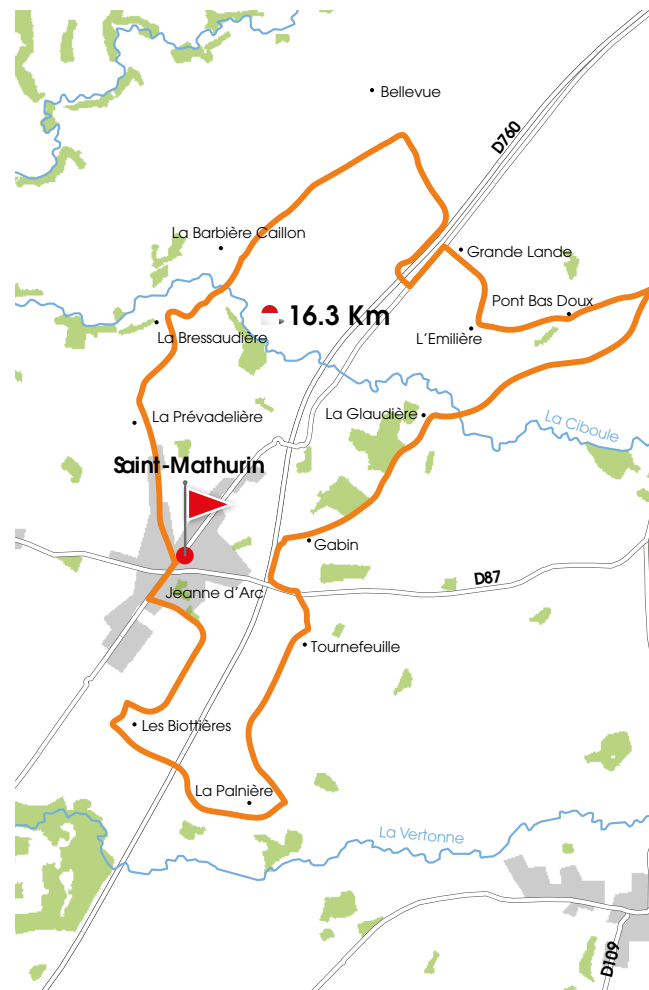 Bellevue
D760
La Barbière Caillon
Grande Lande
Pont Bas Doux
16.3 Km
La Bressaudière
L'Emilière
La Prévadelière
La Glaudière
La Ciboule
Saint-Mathurin
Gabin
D87
Jeanne d'Arc
Tournefeuille
Les Biottières
La Palnière
La Vertonne
D109